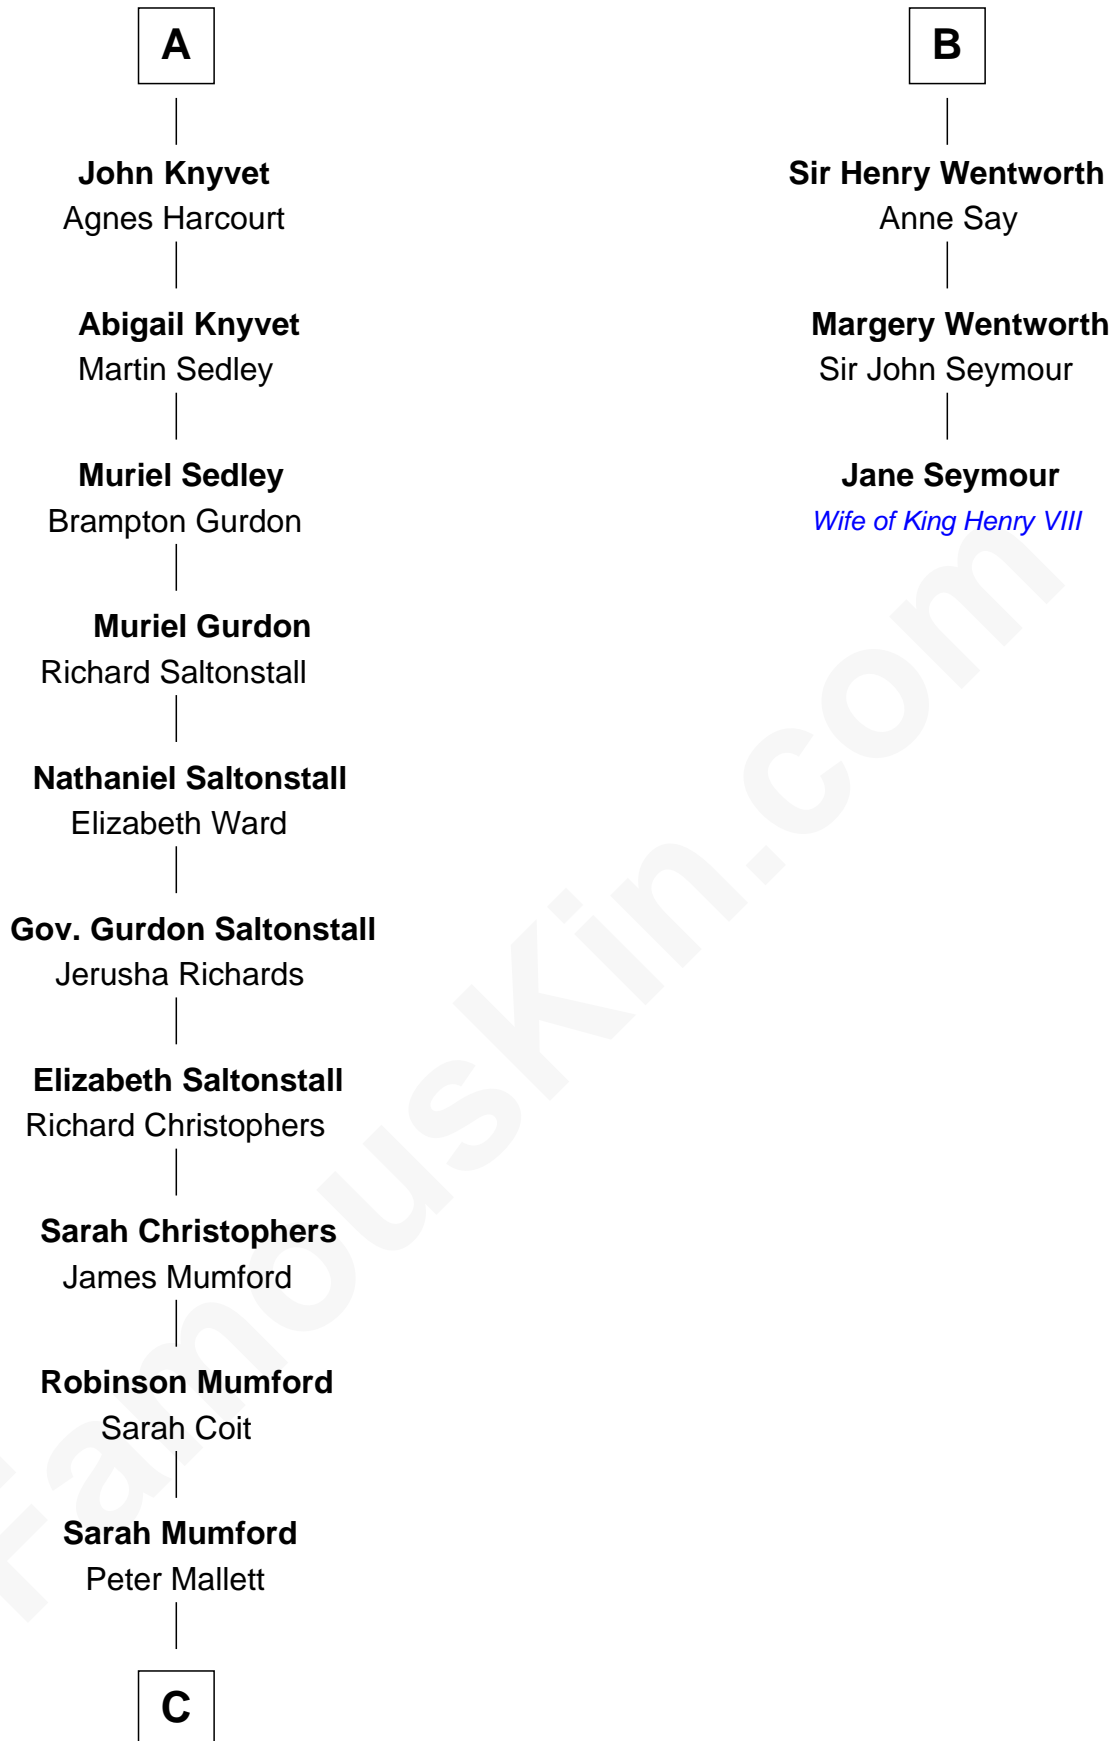 A
John Knyvet
Agnes Harcourt
Abigail Knyvet
Martin Sedley
Muriel Sedley
Brampton Gurdon
Muriel Gurdon
Richard Saltonstall
Nathaniel Saltonstall
Elizabeth Ward
Gov. Gurdon Saltonstall
Jerusha Richards
Elizabeth Saltonstall
Richard Christophers
Sarah Christophers
James Mumford
Robinson Mumford
Sarah Coit
Sarah Mumford
Peter Mallett
C
B
Sir Henry Wentworth
Anne Say
Margery Wentworth
Sir John Seymour
Jane Seymour
Wife of King Henry VIII
FamousKin.com